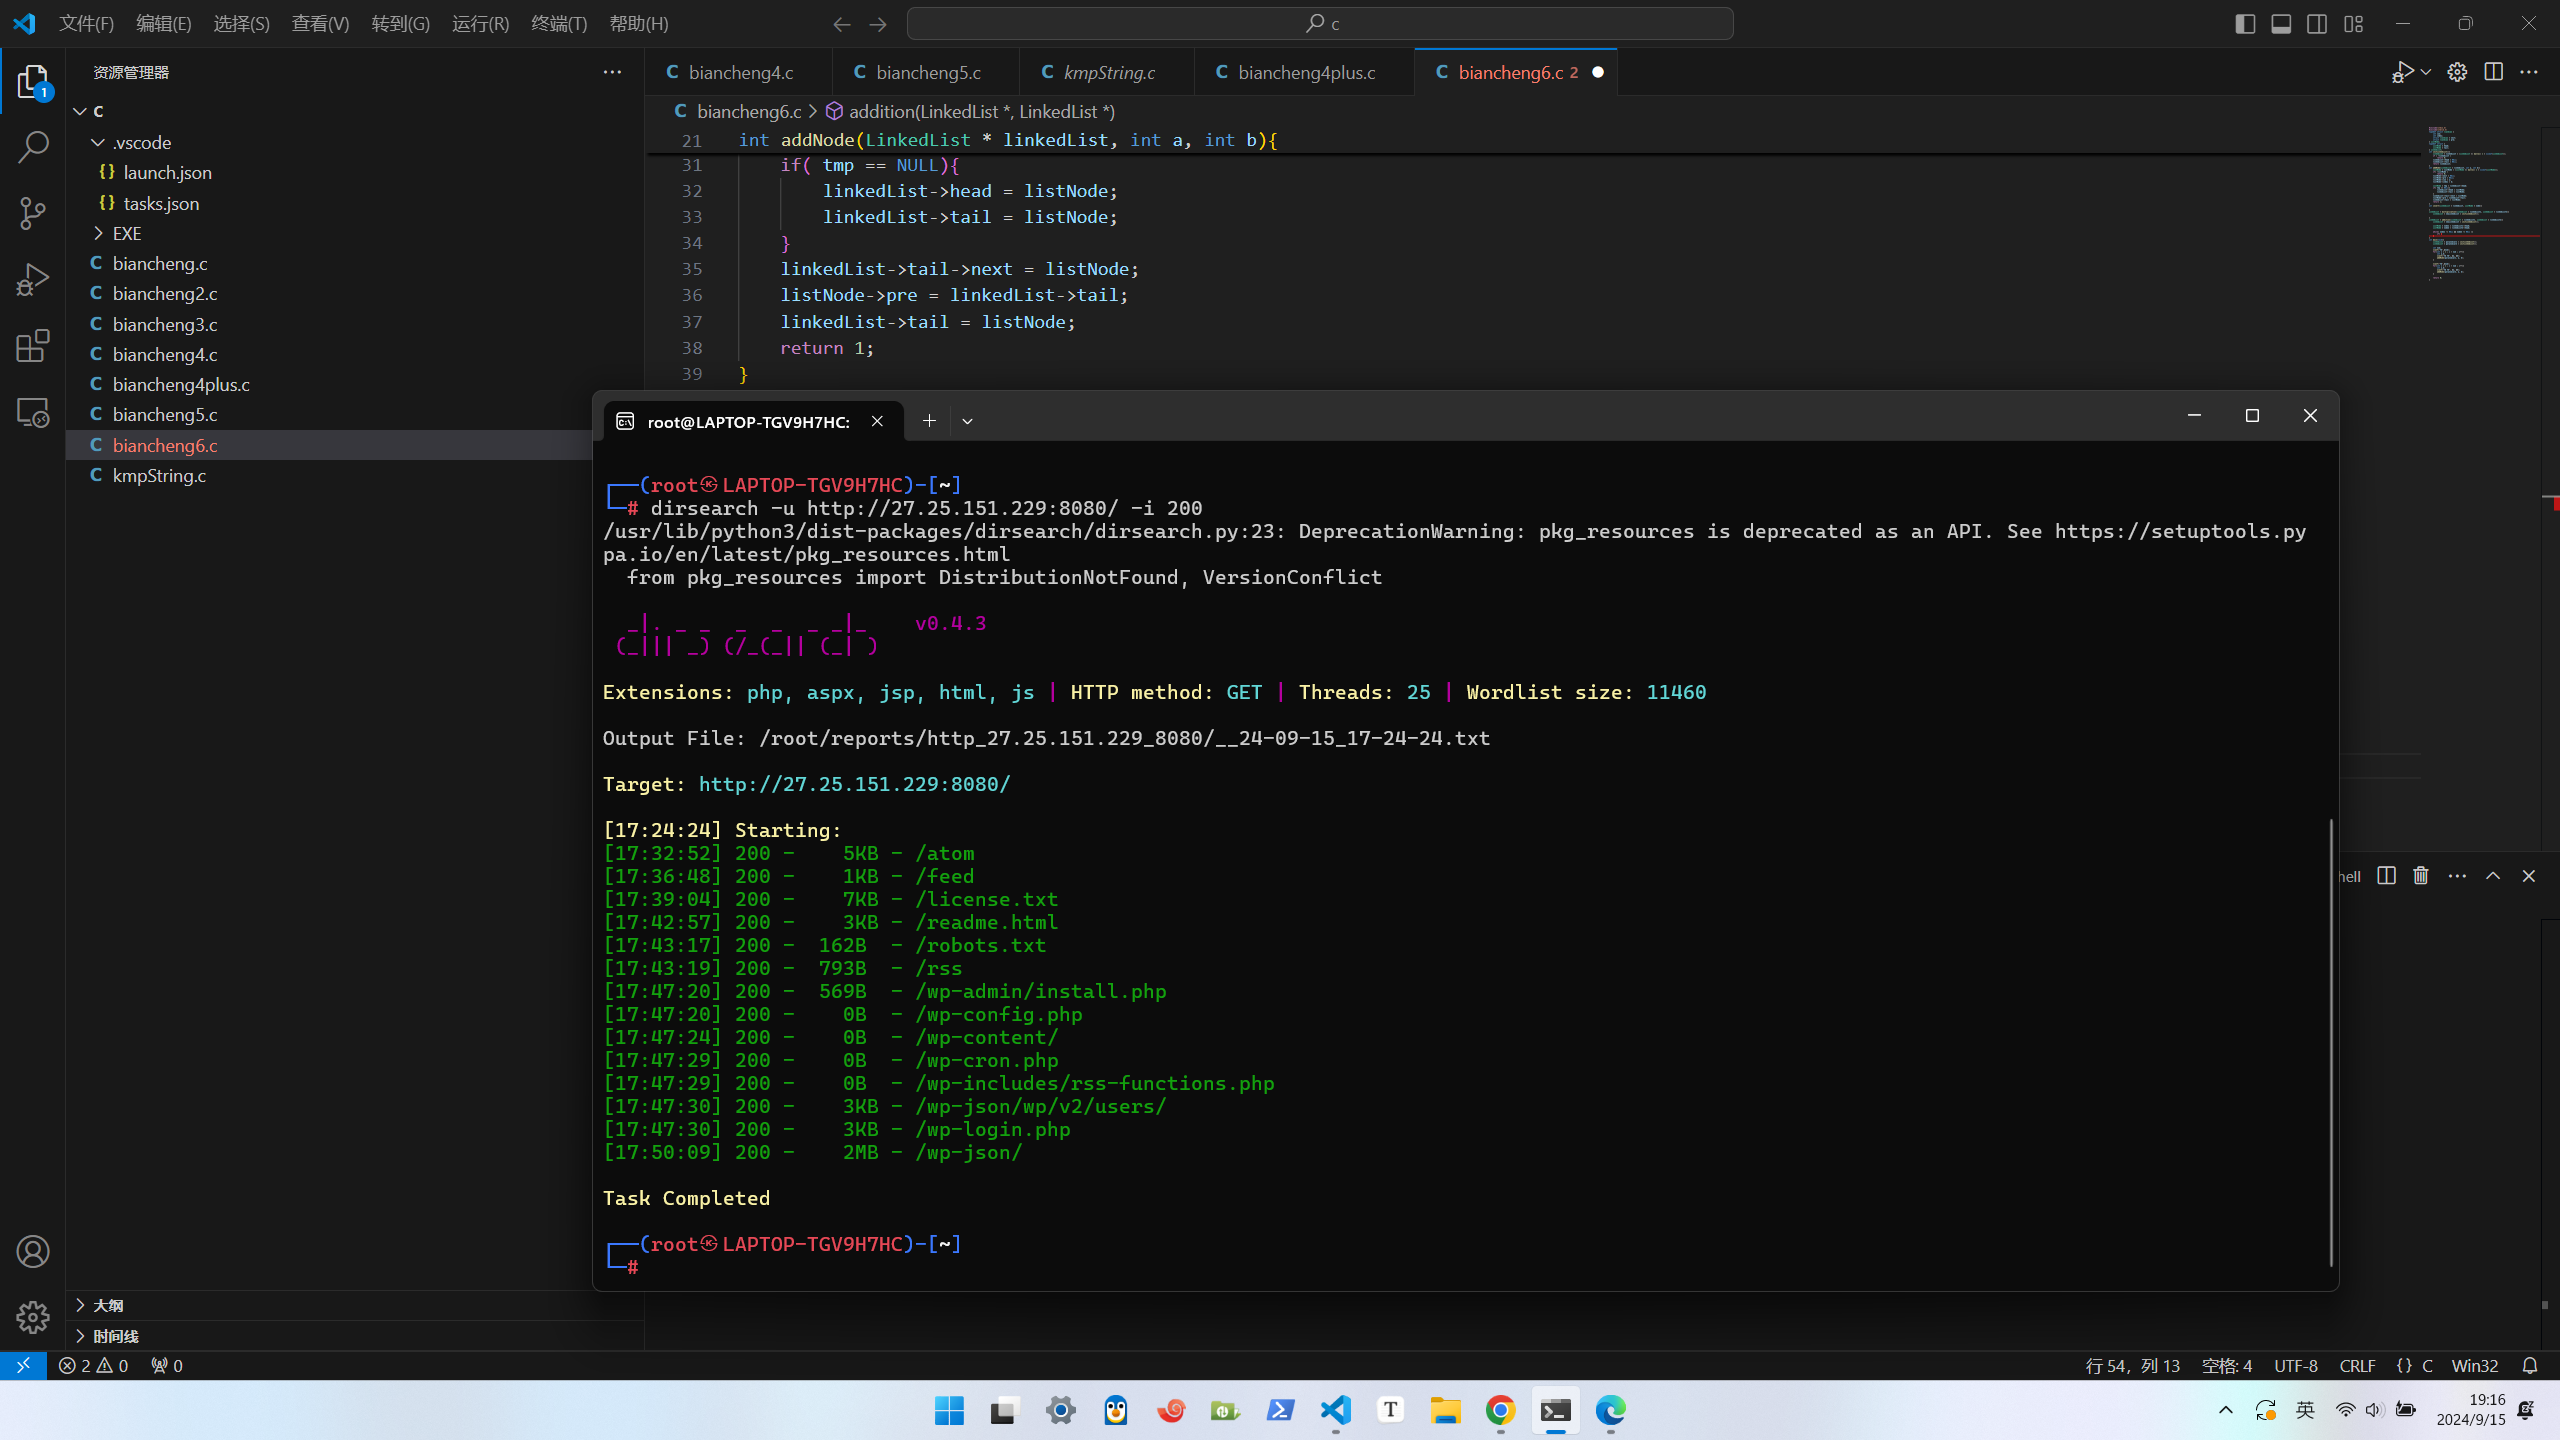 文件(F) 编辑(E) 选择(S) 查看(V) 转到(G) 运行(R) 终端(T) 帮助(H)
c
资源管理器
biancheng4.c
biancheng5.c
kmpString.c
biancheng4plus.c
biancheng6.c 2
C
.vscode
launch.json
tasks.json
EXE
biancheng.c
biancheng2.c
biancheng3.c
biancheng4.c
biancheng4plus.c
biancheng5.c
biancheng6.c
kmpString.c
大纲
时间线
biancheng6.c > addition(LinkedList *, LinkedList *)
21 int addNode(LinkedList * linkedList, int a, int b){
31 if( tmp == NULL){
32 linkedList->head = listNode;
33 linkedList->tail = listNode;
34 }
35 linkedList->tail->next = listNode;
36 listNode->pre = linkedList->tail;
37 linkedList->tail = listNode;
38 return 1;
39 }
root@LAPTOP-TGV9H7HC:
┌──(root㉿LAPTOP-TGV9H7HC)-[~]
└─# dirsearch -u http://27.25.151.229:8080/ -i 200
/usr/lib/python3/dist-packages/dirsearch/dirsearch.py:23: DeprecationWarning: pkg_resources is deprecated as an API. See https://setuptools.py
pa.io/en/latest/pkg_resources.html
from pkg_resources import DistributionNotFound, VersionConflict
_|. _ _  _  _  _ _|_    v0.4.3
(_||| _) (/_(_|| (_| )
Extensions: php, aspx, jsp, html, js | HTTP method: GET | Threads: 25 | Wordlist size: 11460
Output File: /root/reports/http_27.25.151.229_8080/__24-09-15_17-24-24.txt
Target: http://27.25.151.229:8080/
[17:24:24] Starting:
[17:32:52] 200 -    5KB - /atom
[17:36:48] 200 -    1KB - /feed
[17:39:04] 200 -    7KB - /license.txt
[17:42:57] 200 -    3KB - /readme.html
[17:43:17] 200 -  162B  - /robots.txt
[17:43:19] 200 -  793B  - /rss
[17:47:20] 200 -  569B  - /wp-admin/install.php
[17:47:20] 200 -    0B  - /wp-config.php
[17:47:24] 200 -    0B  - /wp-content/
[17:47:29] 200 -    0B  - /wp-cron.php
[17:47:29] 200 -    0B  - /wp-includes/rss-functions.php
[17:47:30] 200 -    3KB - /wp-json/wp/v2/users/
[17:47:30] 200 -    3KB - /wp-login.php
[17:50:09] 200 -    2MB - /wp-json/
Task Completed
┌──(root㉿LAPTOP-TGV9H7HC)-[~]
└─#
2 0 0
行 54，列 13 空格: 4 UTF-8 CRLF {} C Win32
英
19:16
2024/9/15